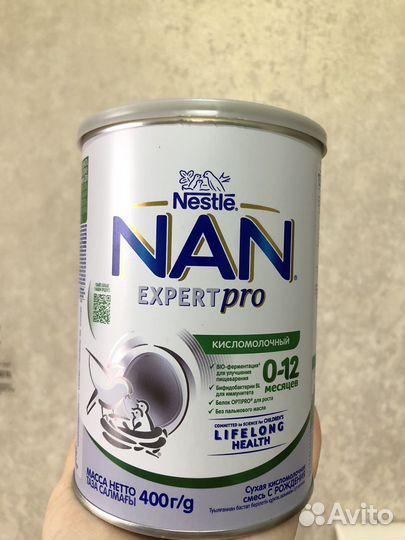 Nestlé
NAN
EXPERTpro
КИСЛОМОЛОЧНЫЙ
BIO-ферментация*
для улучшения
пищеварения
Бифидобактерии BL
для иммунитета
Белок OPTIPRO® для роста
Без пальмового масла
0-12
месяцев
COMMITTED to SCIENCE for CHILDREN'S
LIFELONG
HEALTH
МАССА НЕТТО
ТАЗА САЛМАҒЫ
400г/g
Сухая кисломолочная
смесь С РОЖДЕНИЯ
Avito